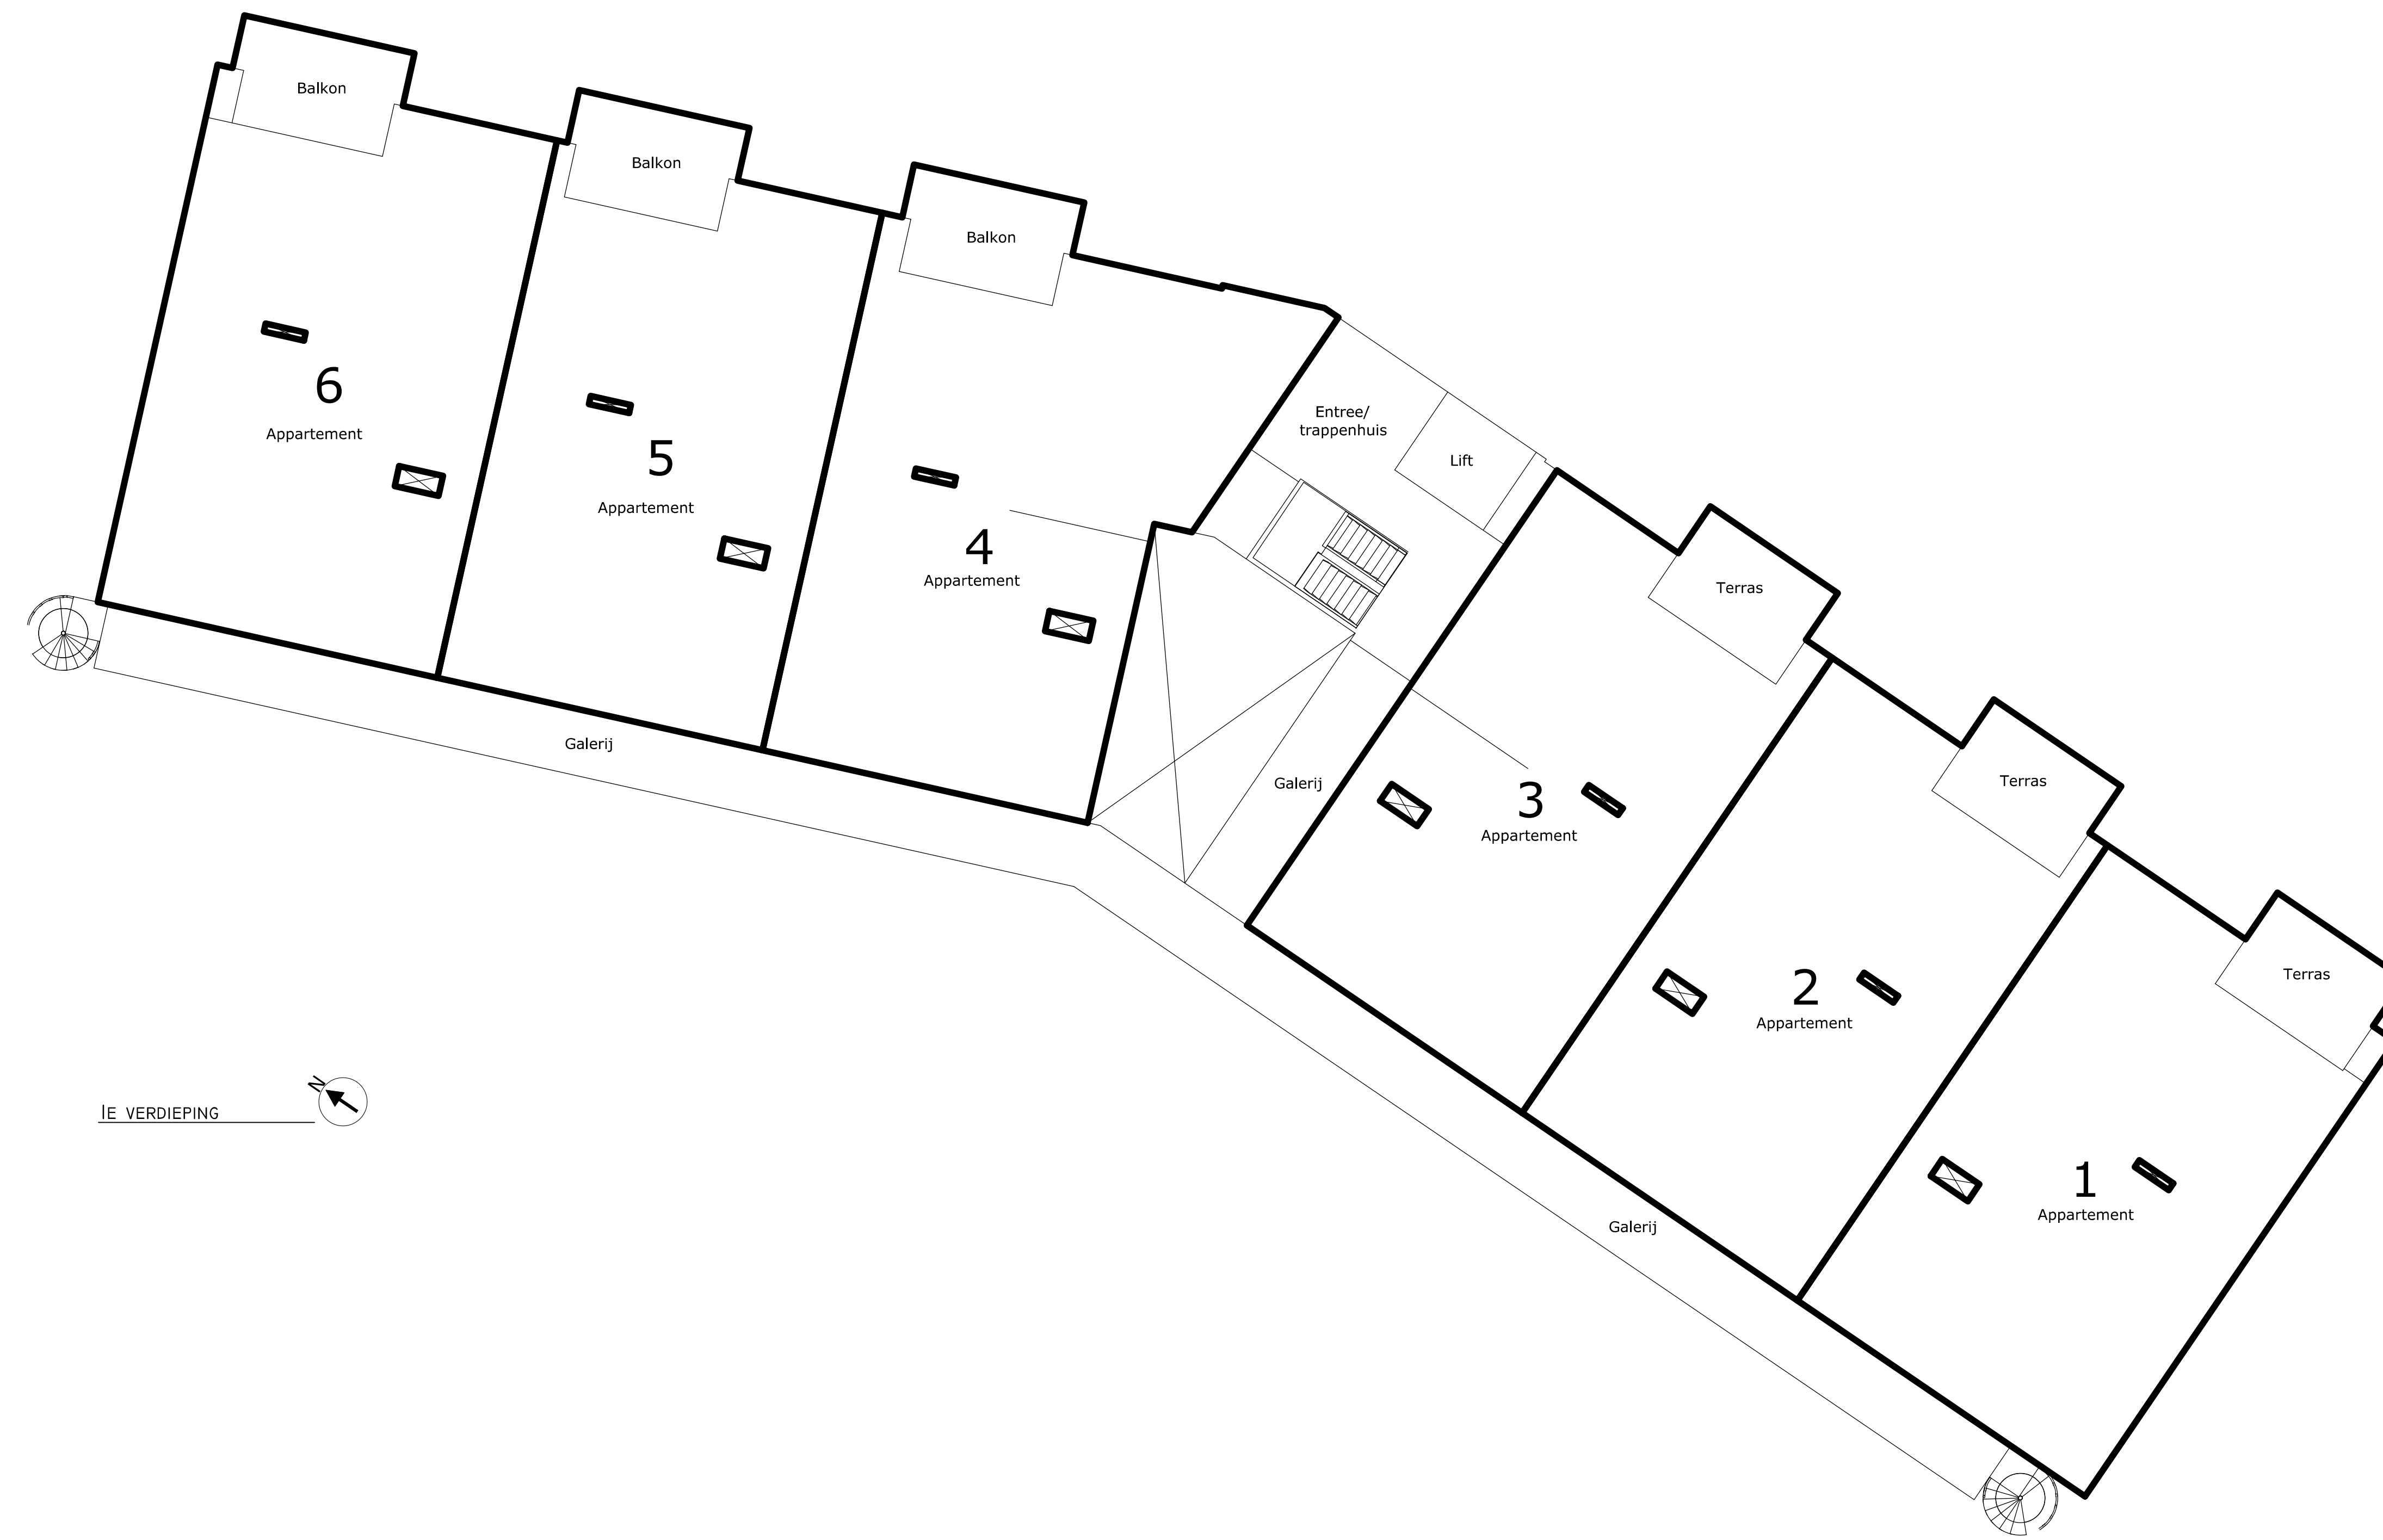 Balkon
Balkon
Balkon
6
Appartement
5
Appartement
4
Appartement
Entree/
trappenhuis
Lift
Terras
Terras
Terras
Galerij
Galerij
3
Appartement
2
Appartement
1
Appartement
Galerij
N
1E VERDIEPING